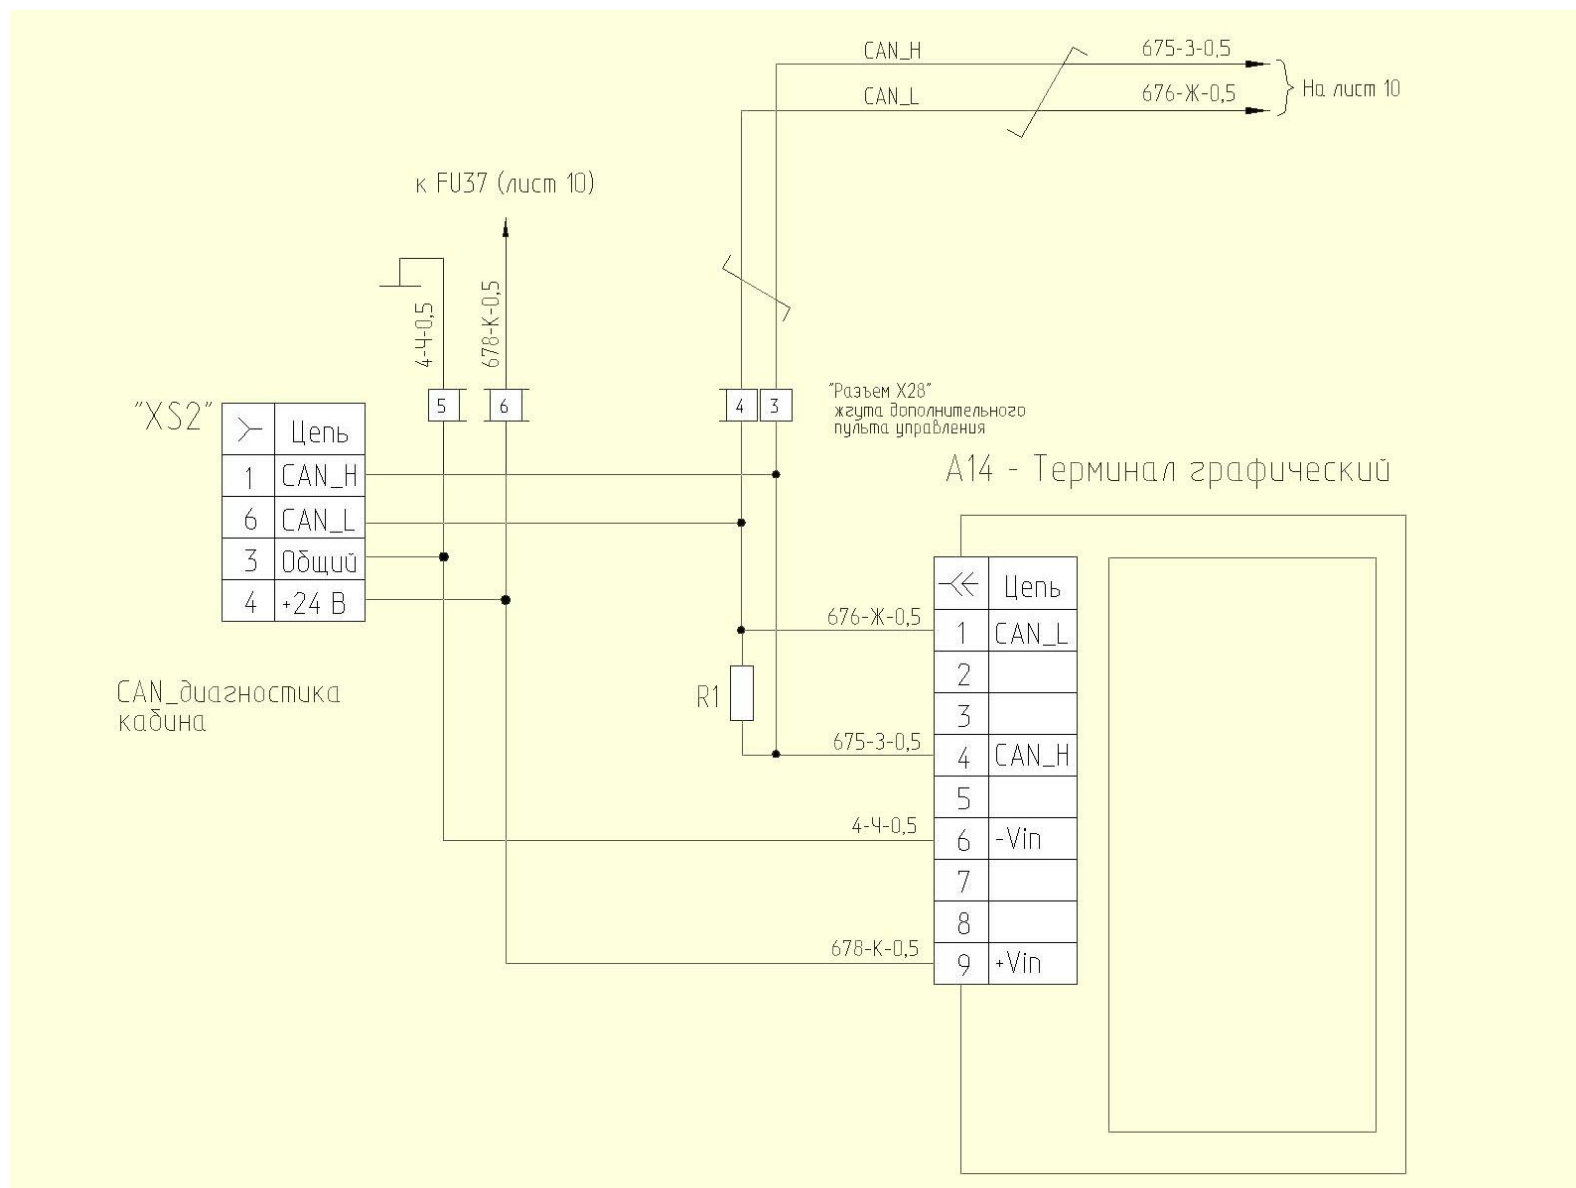 CAN_H
675-З-0,5
CAN_L
676-Ж-0,5
На лист 10
к FU37 (лист 10)
4-Ч-0,5
678-К-0,5
5
6
4
3
"Разъем X28"
жгута дополнительного
пульта управления
"XS2"
Цепь
1 CAN_H
6 CAN_L
3 Общий
4 +24 В
CAN_диагностика
кабина
A14 - Терминал графический
Цепь
676-Ж-0,5
1 CAN_L
2
R1
3
675-З-0,5
4 CAN_H
5
4-Ч-0,5
6 -Vin
7
8
678-К-0,5
9 +Vin